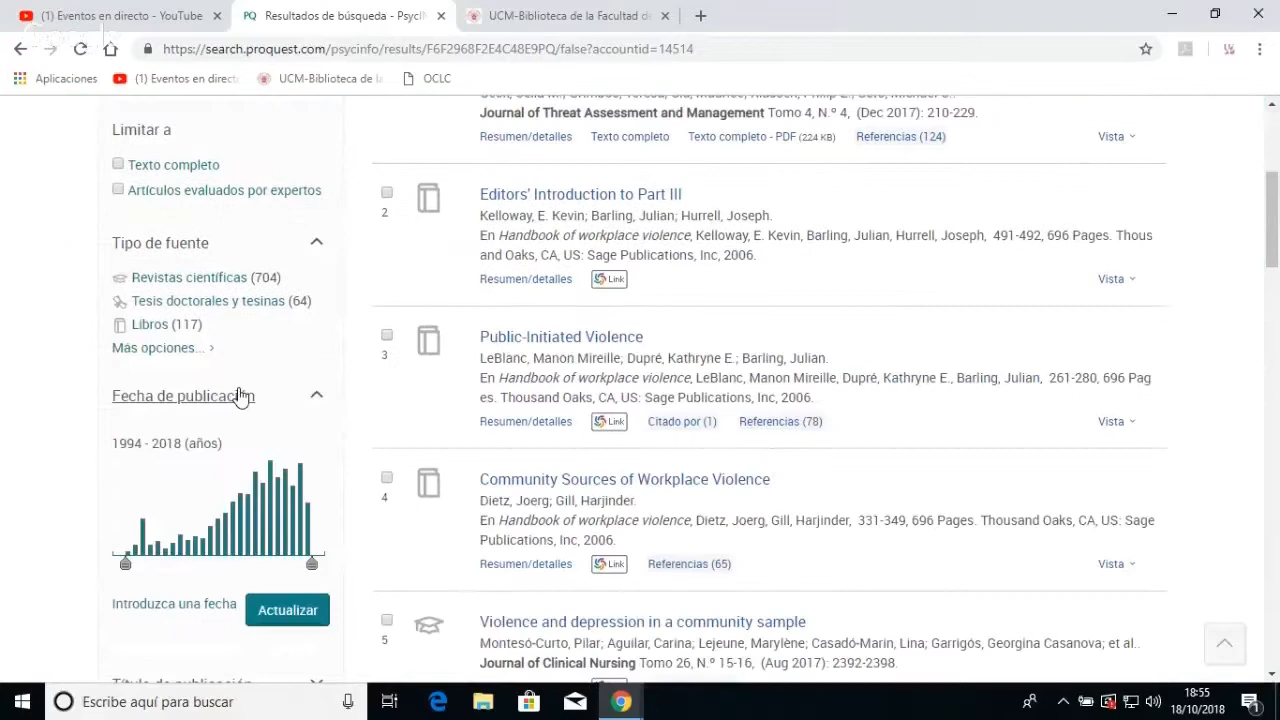 (1) Eventos en directo - YouTube
Resultados de búsqueda - PsycIN
UCM-Biblioteca de la Facultad de
https://search.proquest.com/psycinfo/results/F6F2968F2E4C48E9PQ/false?accountid=14514
Aplicaciones
(1) Eventos en direct
UCM-Biblioteca de la
OCLC
Limitar a
Texto completo
Artículos evaluados por expertos
Tipo de fuente
Revistas científicas (704)
Tesis doctorales y tesinas (64)
Libros (117)
Más opciones... >
Fecha de publicación
1994 - 2018 (años)
Introduzca una fecha
Actualizar
Journal of Threat Assessment and Management Tomo 4, N.º 4, (Dec 2017): 210-229.
Resumen/detalles Texto completo Texto completo - PDF (224 KB) Referencias (124) Vista
2
Editors' Introduction to Part III
Kelloway, E. Kevin; Barling, Julian; Hurrell, Joseph.
En Handbook of workplace violence, Kelloway, E. Kevin, Barling, Julian, Hurrell, Joseph, 491-492, 696 Pages. Thous
and Oaks, CA, US: Sage Publications, Inc, 2006.
Resumen/detalles Link Vista
3
Public-Initiated Violence
LeBlanc, Manon Mireille; Dupré, Kathryne E.; Barling, Julian.
En Handbook of workplace violence, LeBlanc, Manon Mireille, Dupré, Kathryne E., Barling, Julian, 261-280, 696 Pag
es. Thousand Oaks, CA, US: Sage Publications, Inc, 2006.
Resumen/detalles Link Citado por (1) Referencias (78) Vista
4
Community Sources of Workplace Violence
Dietz, Joerg; Gill, Harjinder.
En Handbook of workplace violence, Dietz, Joerg, Gill, Harjinder, 331-349, 696 Pages. Thousand Oaks, CA, US: Sage
Publications, Inc, 2006.
Resumen/detalles Link Referencias (65) Vista
5
Violence and depression in a community sample
Montesó-Curto, Pilar; Aguilar, Carina; Lejeune, Marylène; Casadó-Marin, Lina; Garrigós, Georgina Casanova; et al..
Journal of Clinical Nursing Tomo 26, N.º 15-16, (Aug 2017): 2392-2398.
Escribe aquí para buscar
18:55
18/10/2018
1